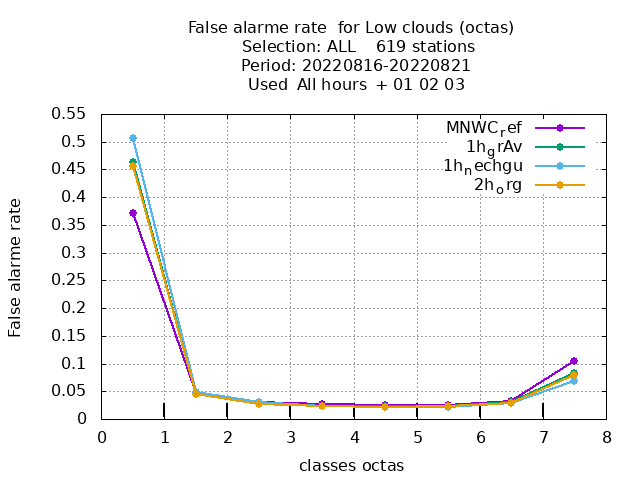 False alarme rate  for Low clouds (octas)
Selection: ALL    619 stations
Period: 20220816-20220821
Used  All hours  + 01 02 03
MNWCref
1hgrAv
1hnechgu
2horg
0.55
0.5
0.45
0.4
0.35
0.3
0.25
0.2
0.15
0.1
0.05
0
False alarme rate
0 1 2 3 4 5 6 7 8
classes octas